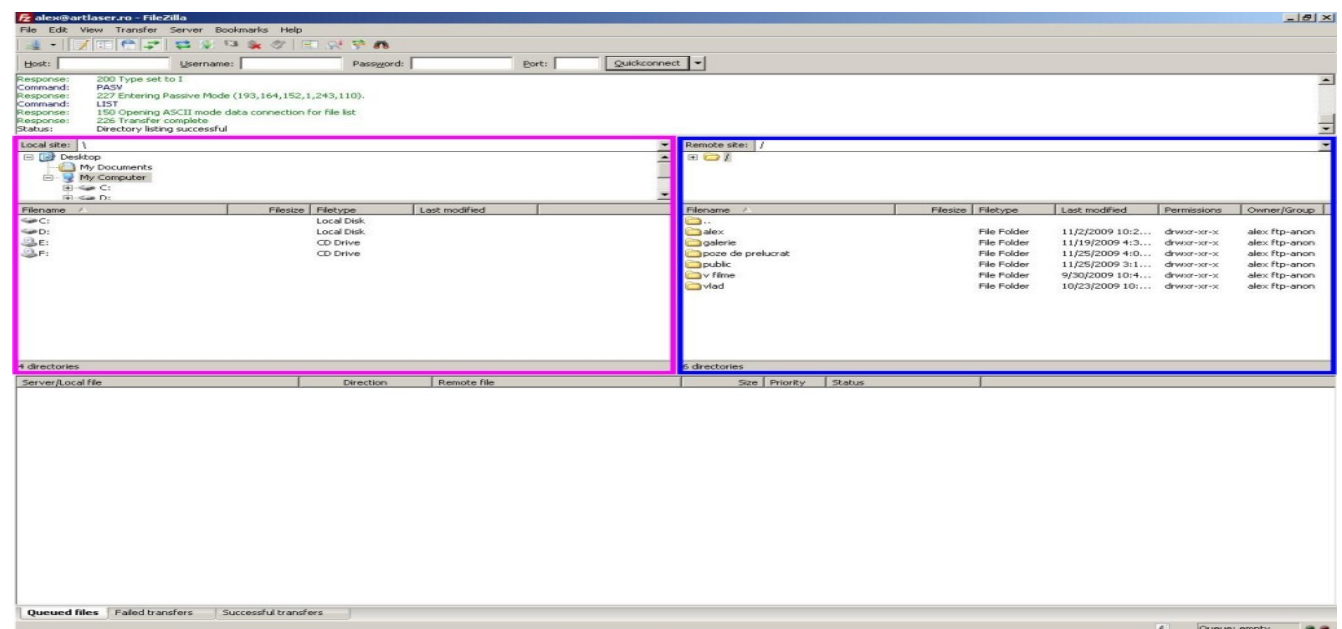 alex@artlaser.ro - FileZilla
File Edit View Transfer Server Bookmarks Help
Host: Username: Password: Port: Quickconnect
Response: 200 Type set to I
Command: PASV
Response: 227 Entering Passive Mode (193,164,152,1,243,110).
Command: LIST
Response: 150 Opening ASCII mode data connection for file list
Response: 226 Transfer complete
Status: Directory listing successful
Local site: \
Desktop
My Documents
My Computer
C:
D:
Filename Filesize Filetype Last modified
C: Local Disk
D: Local Disk
E: CD Drive
F: CD Drive
4 directories
Remote site: /
/
Filename Filesize Filetype Last modified Permissions Owner/Group
..
alex File Folder 11/2/2009 10:2... drwxr-xr-x alex ftp-anon
galerie File Folder 11/19/2009 4:3... drwxr-xr-x alex ftp-anon
poze de prelucrat File Folder 11/25/2009 4:0... drwxr-xr-x alex ftp-anon
public File Folder 11/25/2009 3:1... drwxr-xr-x alex ftp-anon
v filme File Folder 9/30/2009 10:4... drwxr-xr-x alex ftp-anon
vlad File Folder 10/23/2009 10:... drwxr-xr-x alex ftp-anon
6 directories
Server/Local file Direction Remote file Size Priority Status
Queued files Failed transfers Successful transfers
Queue: empty